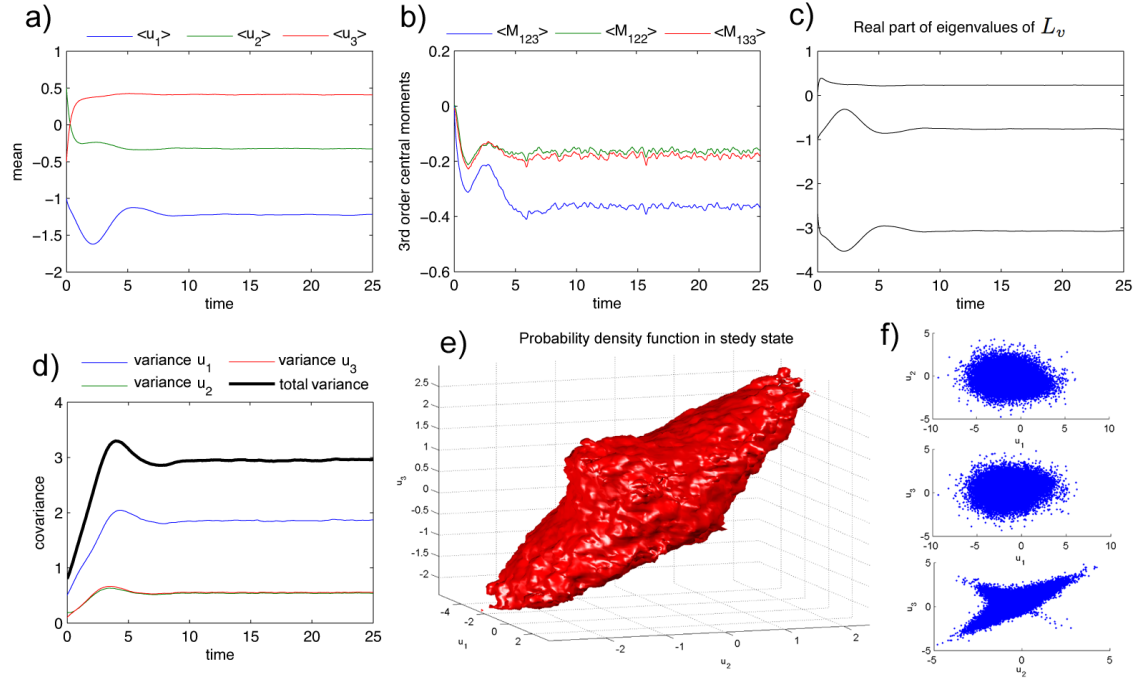 a)
<u₁> <u₂> <u₃>
1
0.5
0
−0.5
−1
−1.5
−2
mean
0 5 10 15 20 25
time
b)
<M₁₂₃> <M₁₂₂> <M₁₃₃>
0.2
0
−0.2
−0.4
−0.6
3rd order central moments
0 5 10 15 20 25
time
c)
Real part of eigenvalues of Lᵥ
1
0
−1
−2
−3
−4
0 5 10 15 20 25
time
d)
variance u₁ variance u₃
variance u₂ total variance
4
3
2
1
0
covariance
0 5 10 15 20 25
time
e)
Probability density function in stedy state
2.5
2
1.5
1
0.5
0
−0.5
−1
−1.5
−2
u₃
−4
−2
0
2
u₁
−2 −1 0 1 2
u₂
f)
5
0
−5
u₂
−10 −5 0 5 10
u₁
5
0
−5
u₃
−10 −5 0 5 10
u₁
5
0
−5
u₃
−5 0 5
u₂